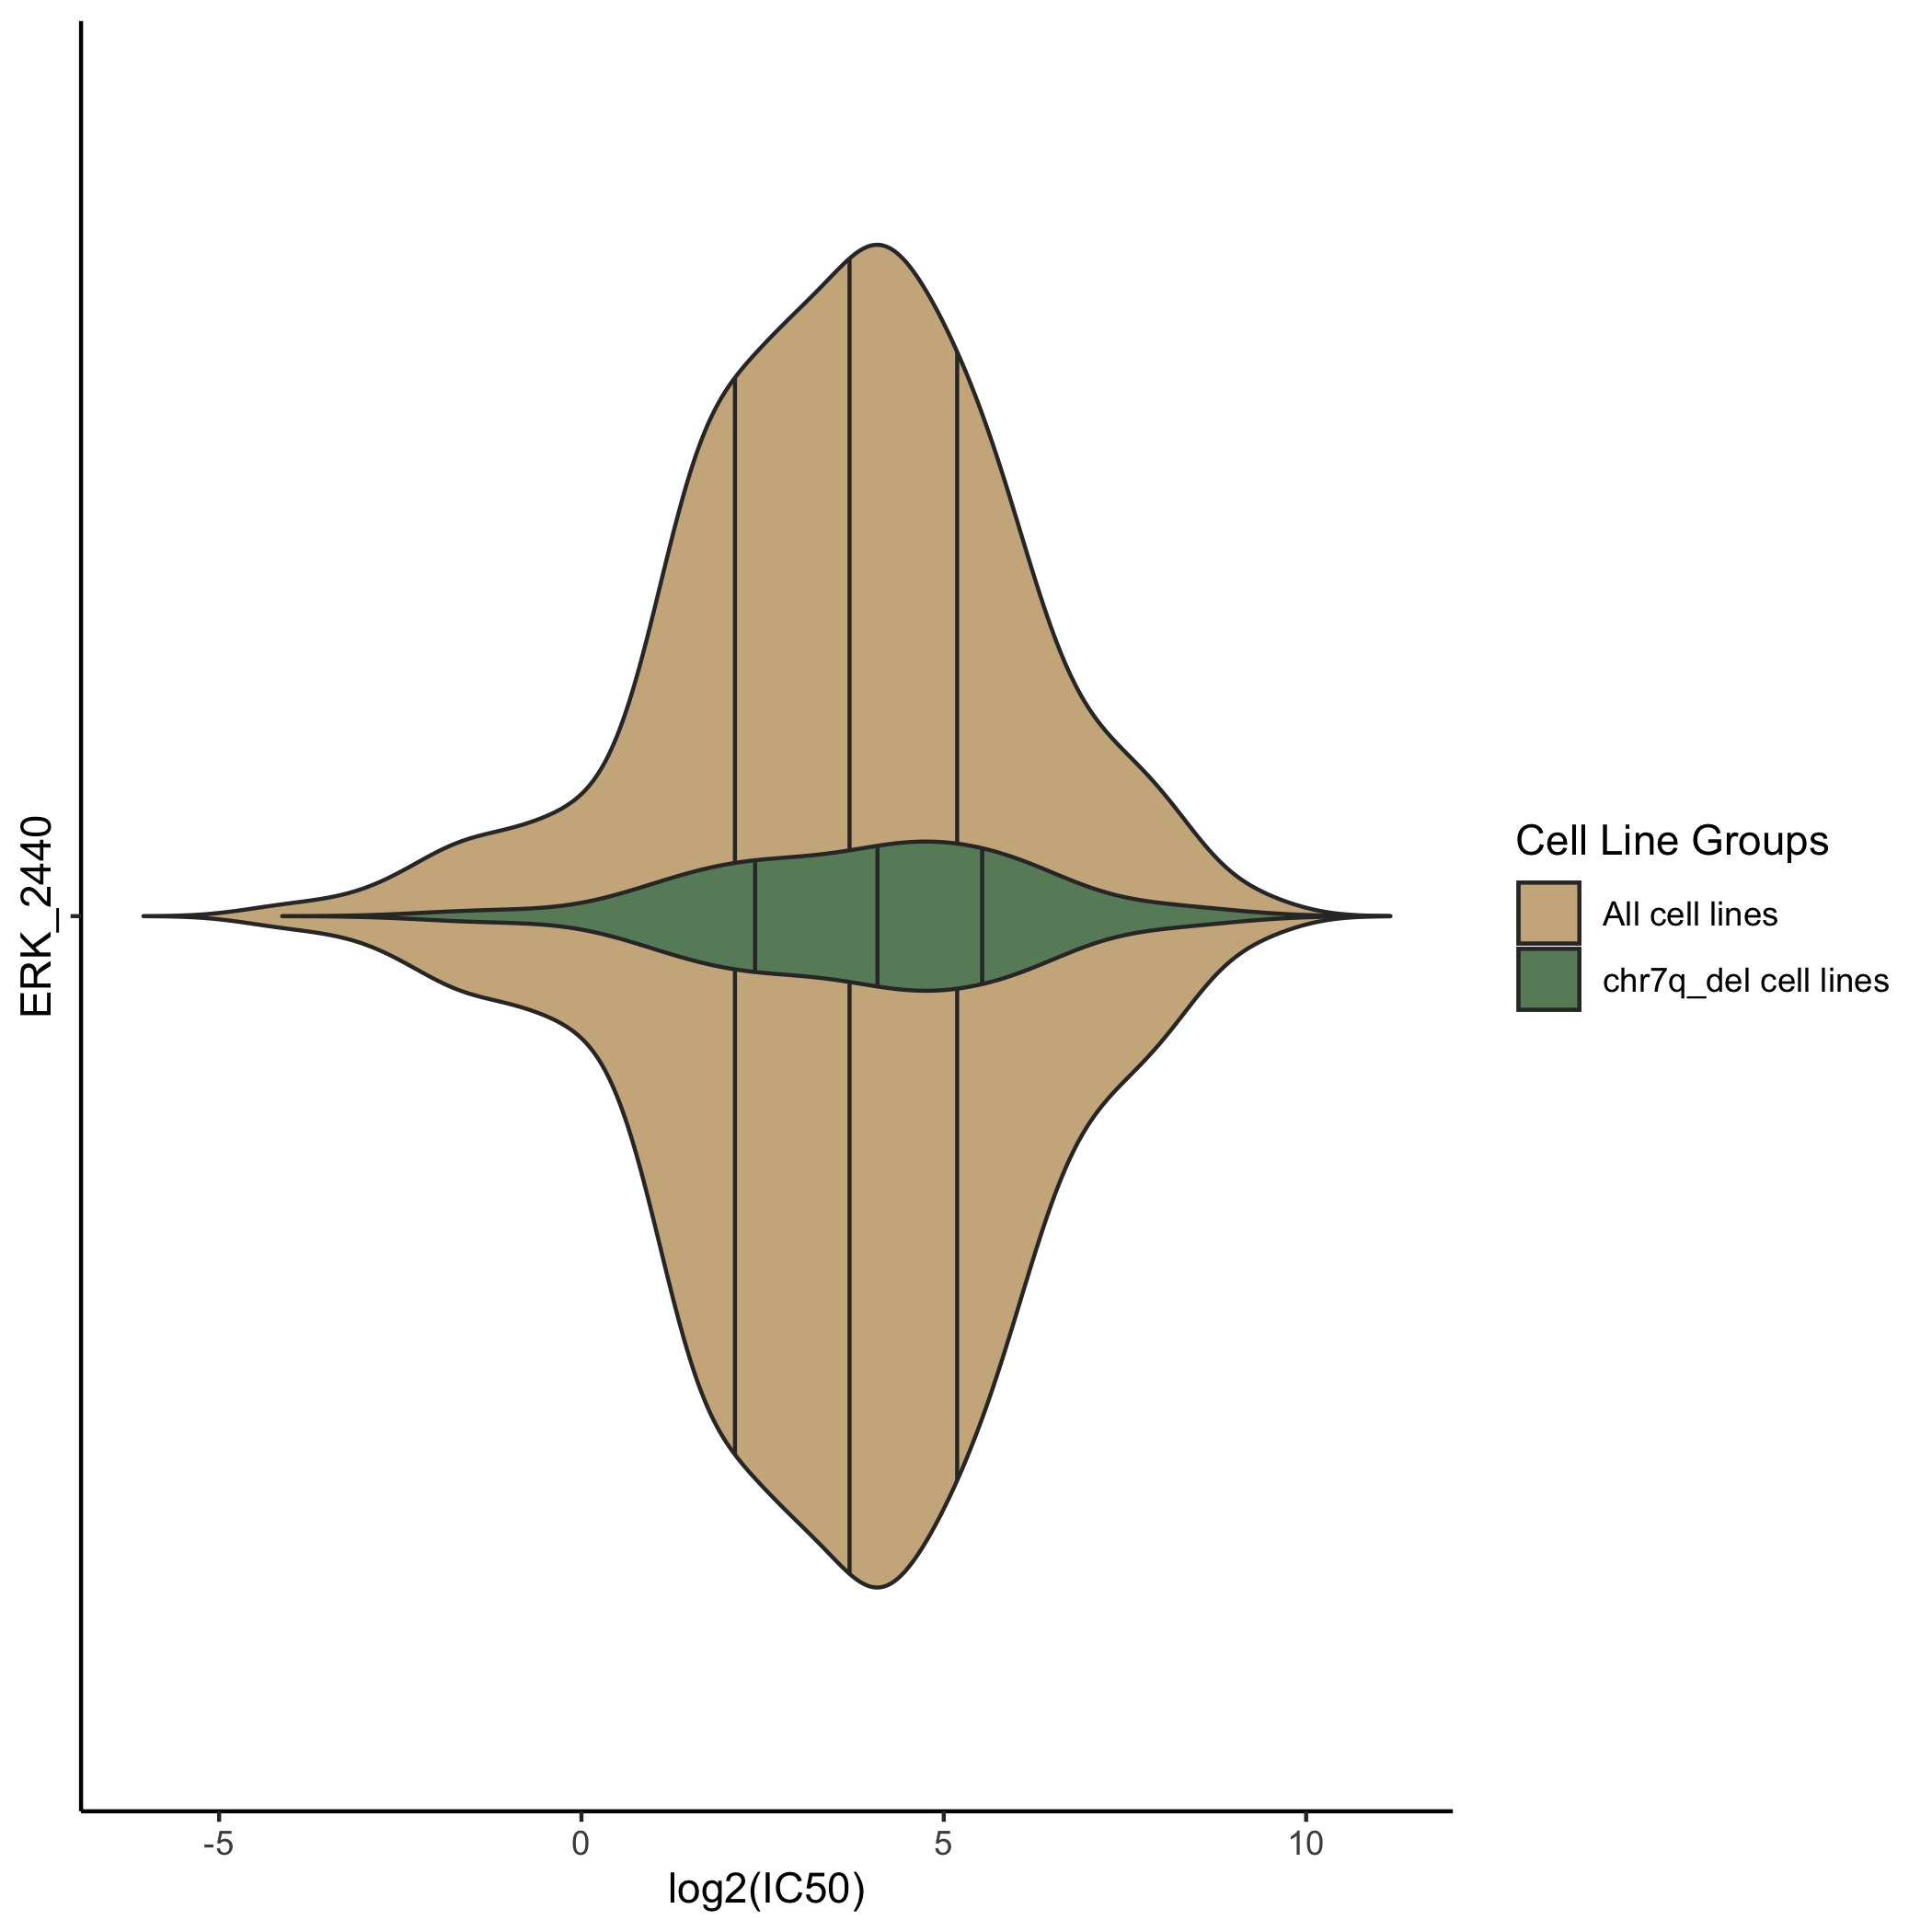 ERK_2440
-5
0
5
10
log2(IC50)
Cell Line Groups
All cell lines
chr7q_del cell lines